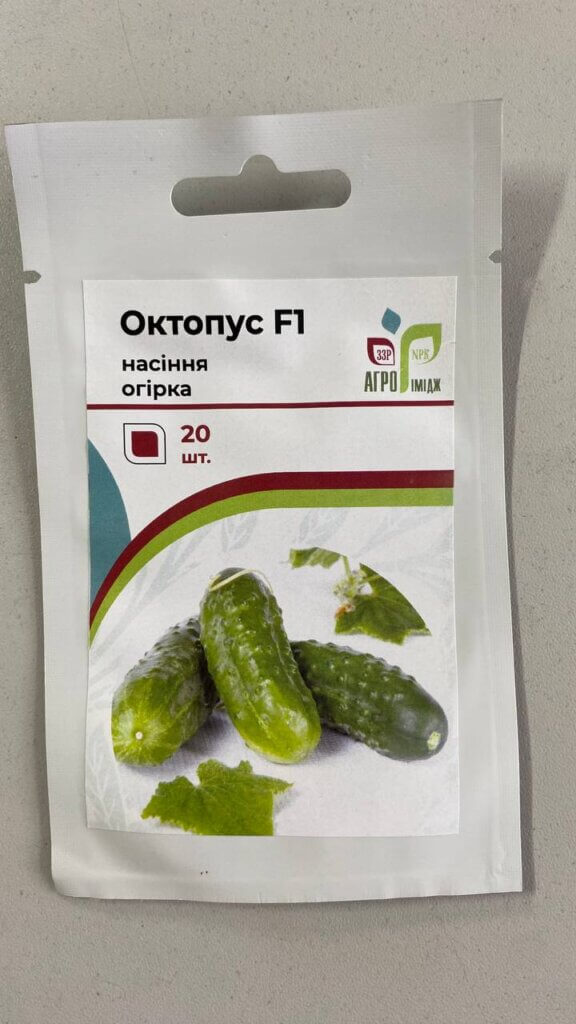 Октопус F1
насіння
огірка
ЗЗР
NPK
АГРО ІМІДЖ
20
шт.